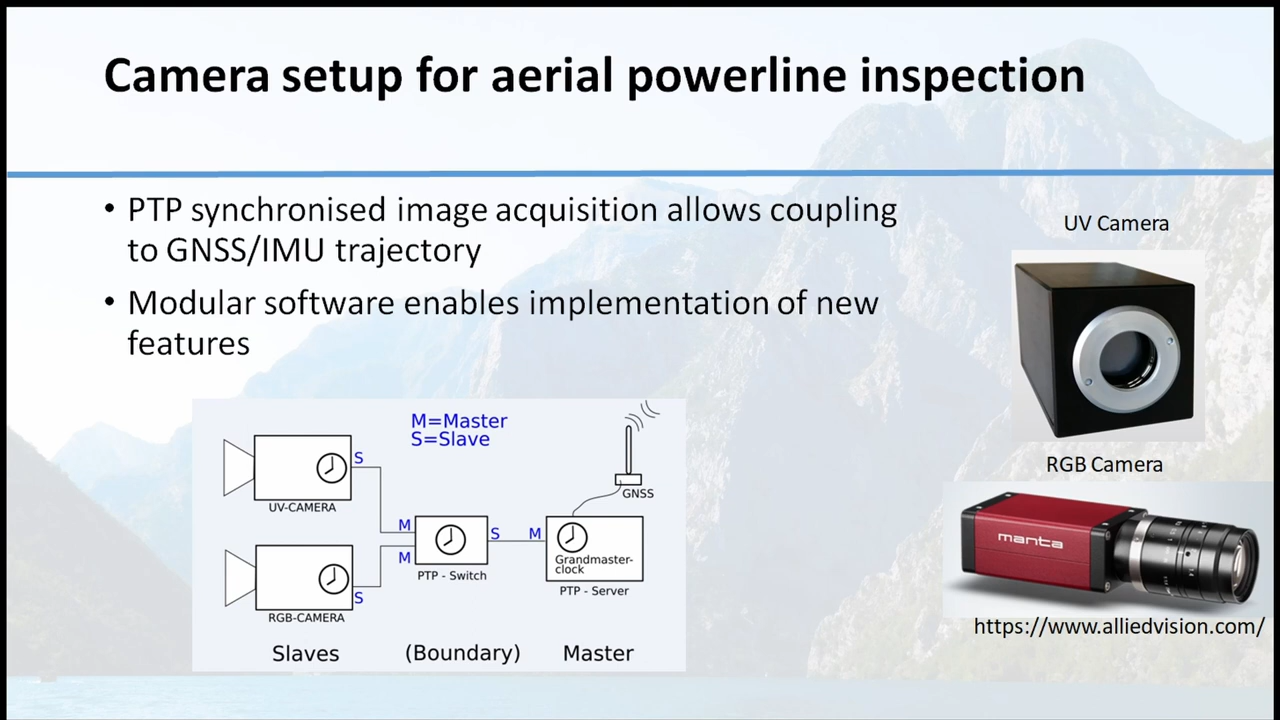 Camera setup for aerial powerline inspection
• PTP synchronised image acquisition allows coupling
to GNSS/IMU trajectory
• Modular software enables implementation of new
features
UV Camera
RGB Camera
manta
https://www.alliedvision.com/
M=Master
S=Slave
S
UV-CAMERA
GNSS
M
S
M
M
Grandmaster-
clock
PTP - Switch
PTP - Server
S
RGB-CAMERA
Slaves
(Boundary)
Master